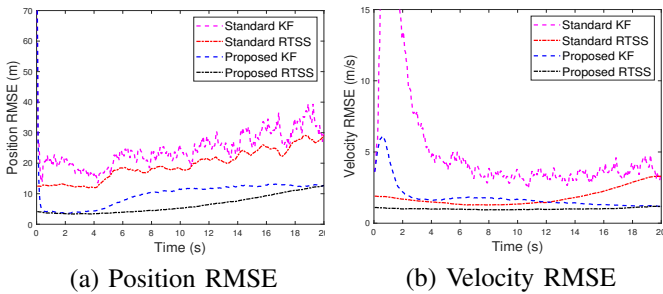 70
60
50
40
30
20
10
0
Position RMSE (m)
0 2 4 6 8 10 12 14 16 18 20
Time (s)
Standard KF
Standard RTSS
Proposed KF
Proposed RTSS
(a) Position RMSE
15
10
5
0
Velocity RMSE (m/s)
0 2 4 6 8 10 12 14 16 18 20
Time (s)
Standard KF
Standard RTSS
Proposed KF
Proposed RTSS
(b) Velocity RMSE